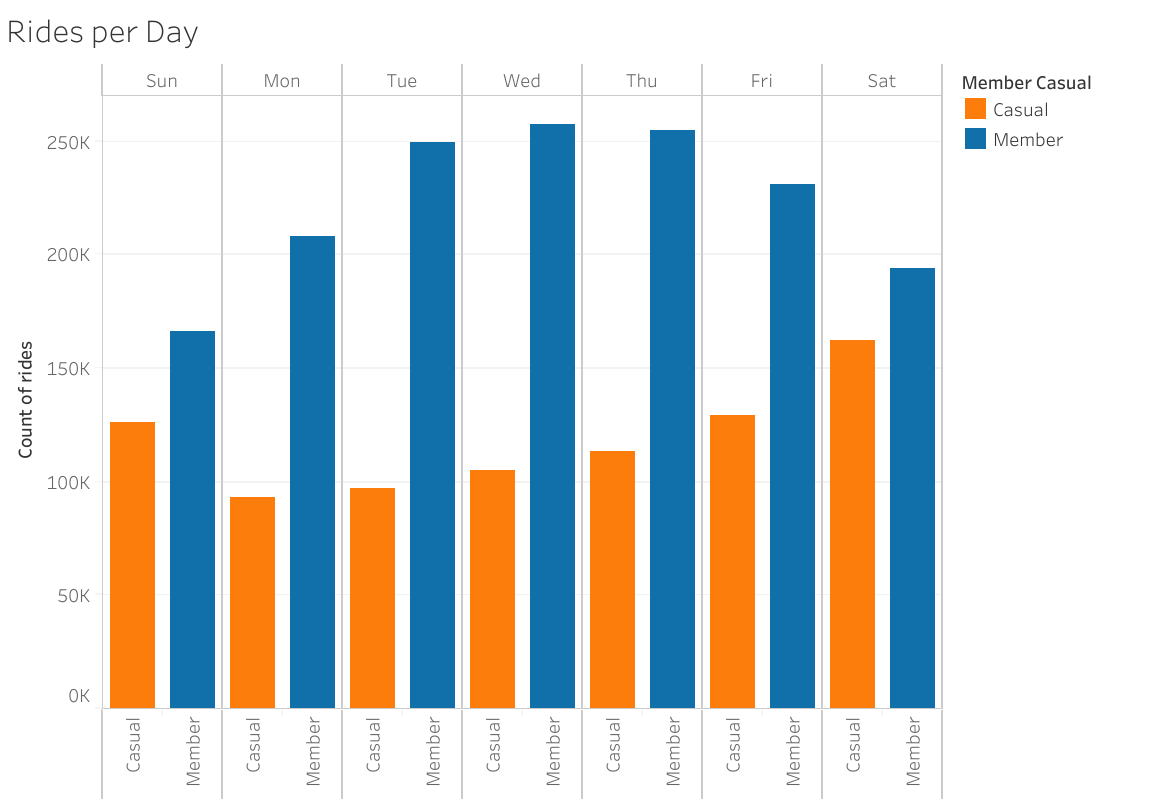 Rides per Day
Sun Mon Tue Wed Thu Fri Sat
Member Casual
Casual
Member
Count of rides
250K
200K
150K
100K
50K
0K
Casual Member Casual Member Casual Member Casual Member Casual Member Casual Member Casual Member